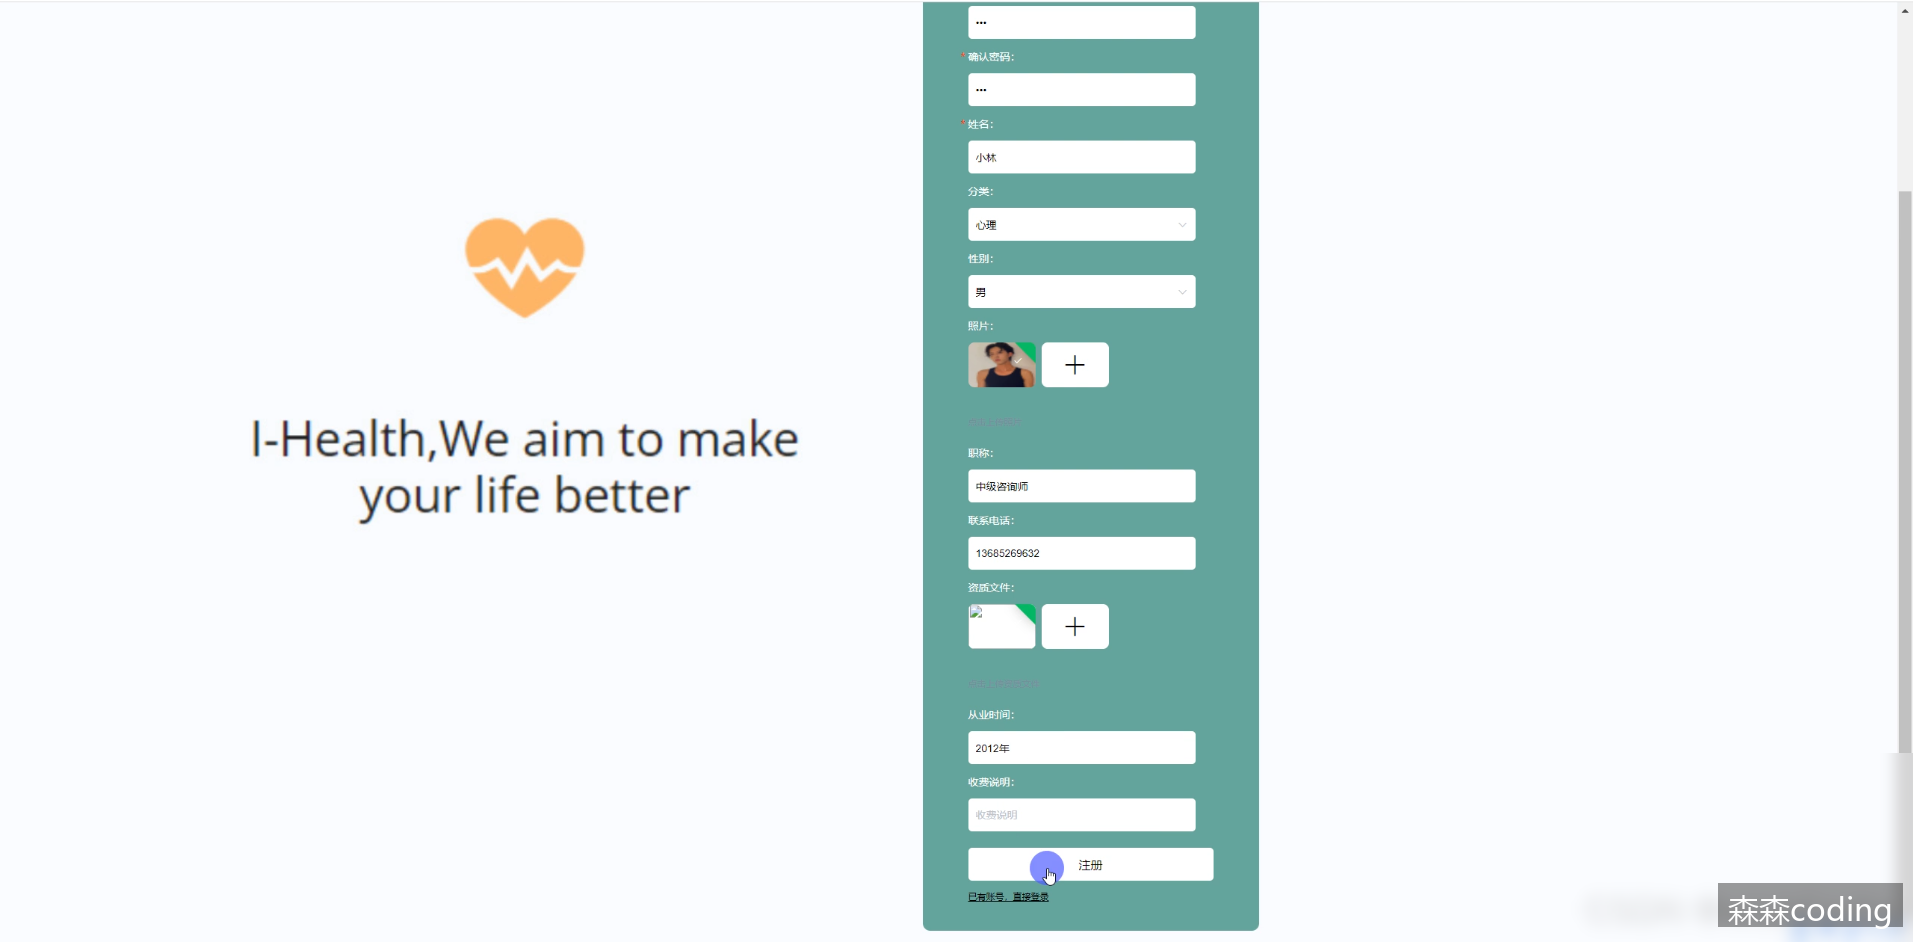 •••
* 确认密码：
•••
* 姓名：
小林
分类：
心理
性别：
男
照片：
I-Health,We aim to make
your life better
职称：
中级咨询师
联系电话：
13685269632
资质文件：
从业时间：
2012年
收费说明：
收费说明
注册
已有账号，直接登录
森森coding